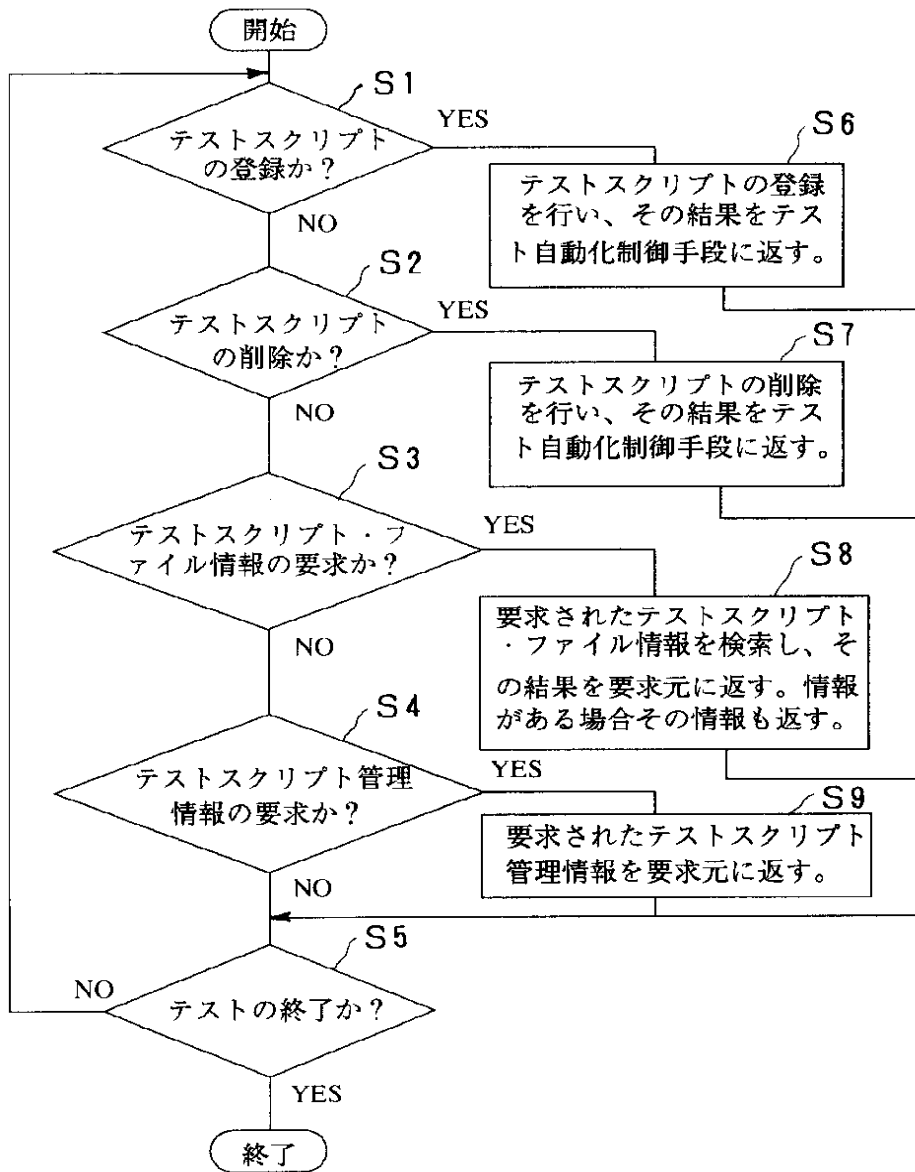 開始
S1
テストスクリプト
の登録か？
YES
NO
S6
テストスクリプトの登録
を行い、その結果をテス
ト自動化制御手段に返す。
S2
テストスクリプト
の削除か？
YES
NO
S7
テストスクリプトの削除
を行い、その結果をテス
ト自動化制御手段に返す。
S3
テストスクリプト・フ
ァイル情報の要求か？
YES
NO
S8
要求されたテストスクリプト
・ファイル情報を検索し、そ
の結果を要求元に返す。情報
がある場合その情報も返す。
S4
テストスクリプト管理
情報の要求か？
YES
NO
S9
要求されたテストスクリプト
管理情報を要求元に返す。
S5
テストの終了か？
NO
YES
終了